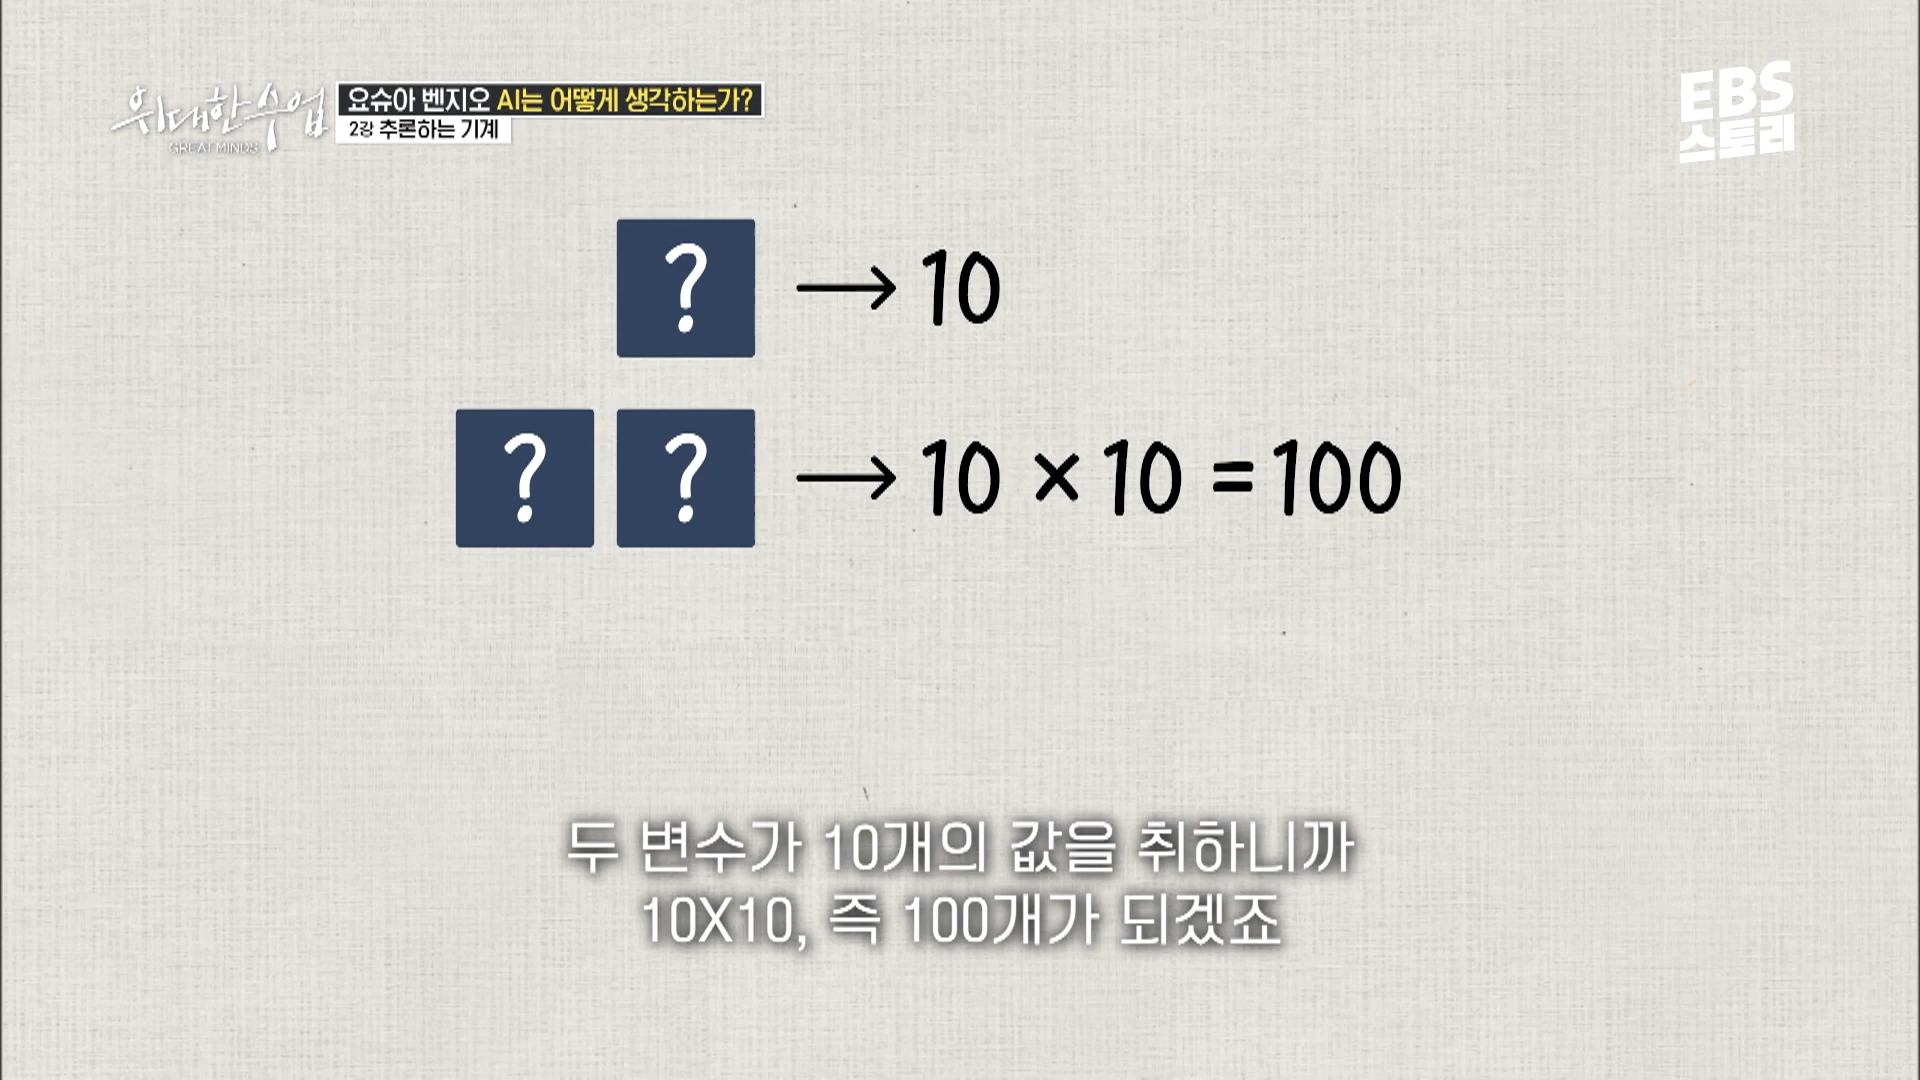 위대한 수업
GREAT MINDS
요슈아 벤지오 AI는 어떻게 생각하는가?
2강 추론하는 기계
EBS
스토리
? → 10
? ? → 10 × 10 = 100
두 변수가 10개의 값을 취하니까
10X10, 즉 100개가 되겠죠